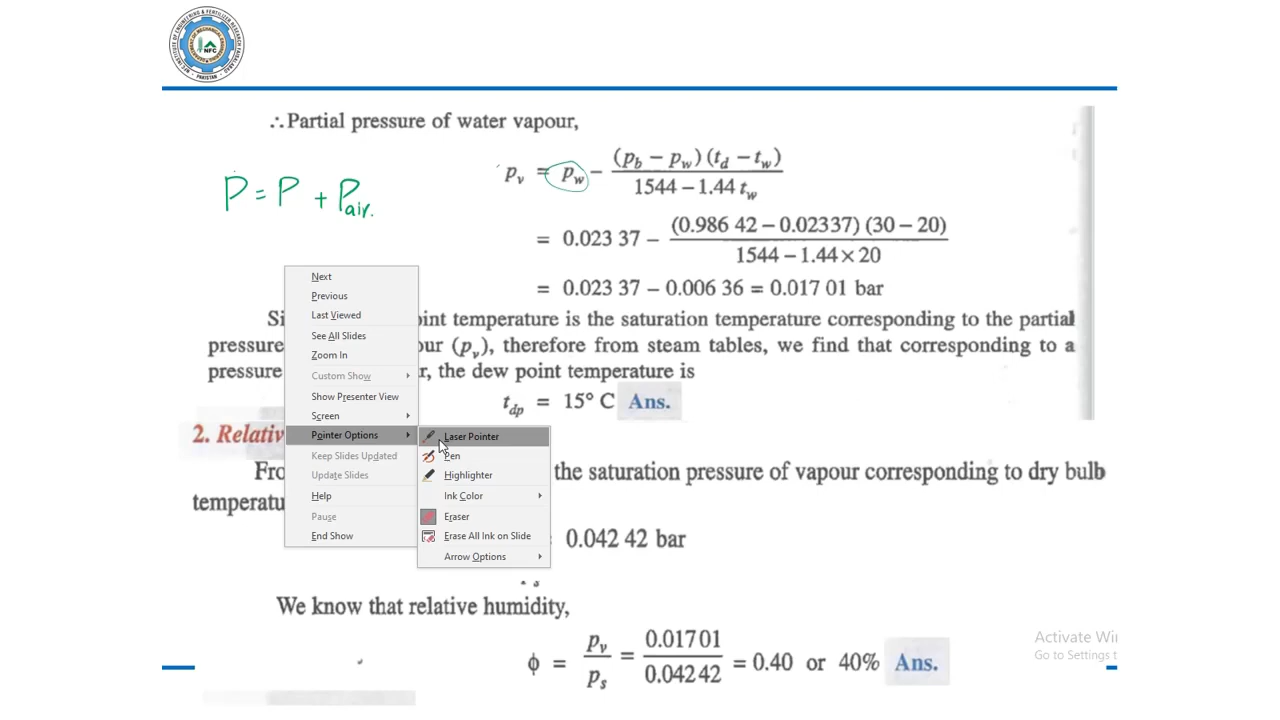 NFC
∴ Partial pressure of water vapour,
p_v = p_w − (p_b − p_w) (t_d − t_w) / 1544 − 1.44 t_w
P = P + P_air.
= 0.023 37 − (0.986 42 − 0.02337) (30 − 20) / 1544 − 1.44 × 20
= 0.023 37 − 0.006 36 = 0.017 01 bar
Next
Previous
Last Viewed
See All Slides
Zoom In
Custom Show
Show Presenter View
Screen
Pointer Options
Keep Slides Updated
Update Slides
Help
Pause
End Show
Laser Pointer
Pen
Highlighter
Ink Color
Eraser
Erase All Ink on Slide
Arrow Options
Si oint temperature is the saturation temperature corresponding to the partial
pressure our (p_v), therefore from steam tables, we find that corresponding to a
pressure r, the dew point temperature is
t_dp = 15° C Ans.
2. Relativ
Fro the saturation pressure of vapour corresponding to dry bulb
temperatu
= 0.042 42 bar
We know that relative humidity,
ϕ = p_v / p_s = 0.017 01 / 0.042 42 = 0.40 or 40% Ans.
Activate Wi
Go to Settings t